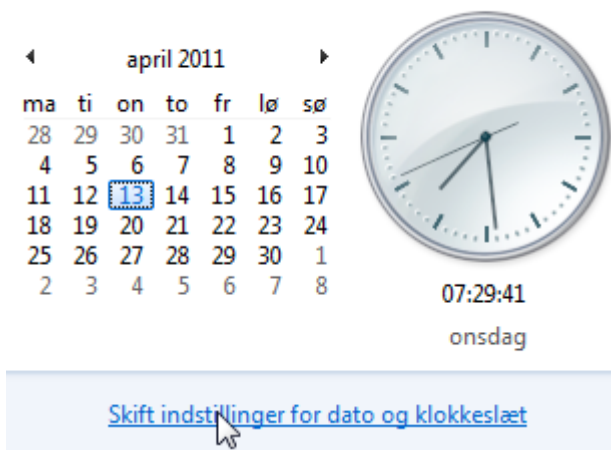 april 2011
ma ti on to fr lø sø
28 29 30 31 1 2 3
4 5 6 7 8 9 10
11 12 13 14 15 16 17
18 19 20 21 22 23 24
25 26 27 28 29 30 1
2 3 4 5 6 7 8
07:29:41
onsdag
Skift indstillinger for dato og klokkeslæt